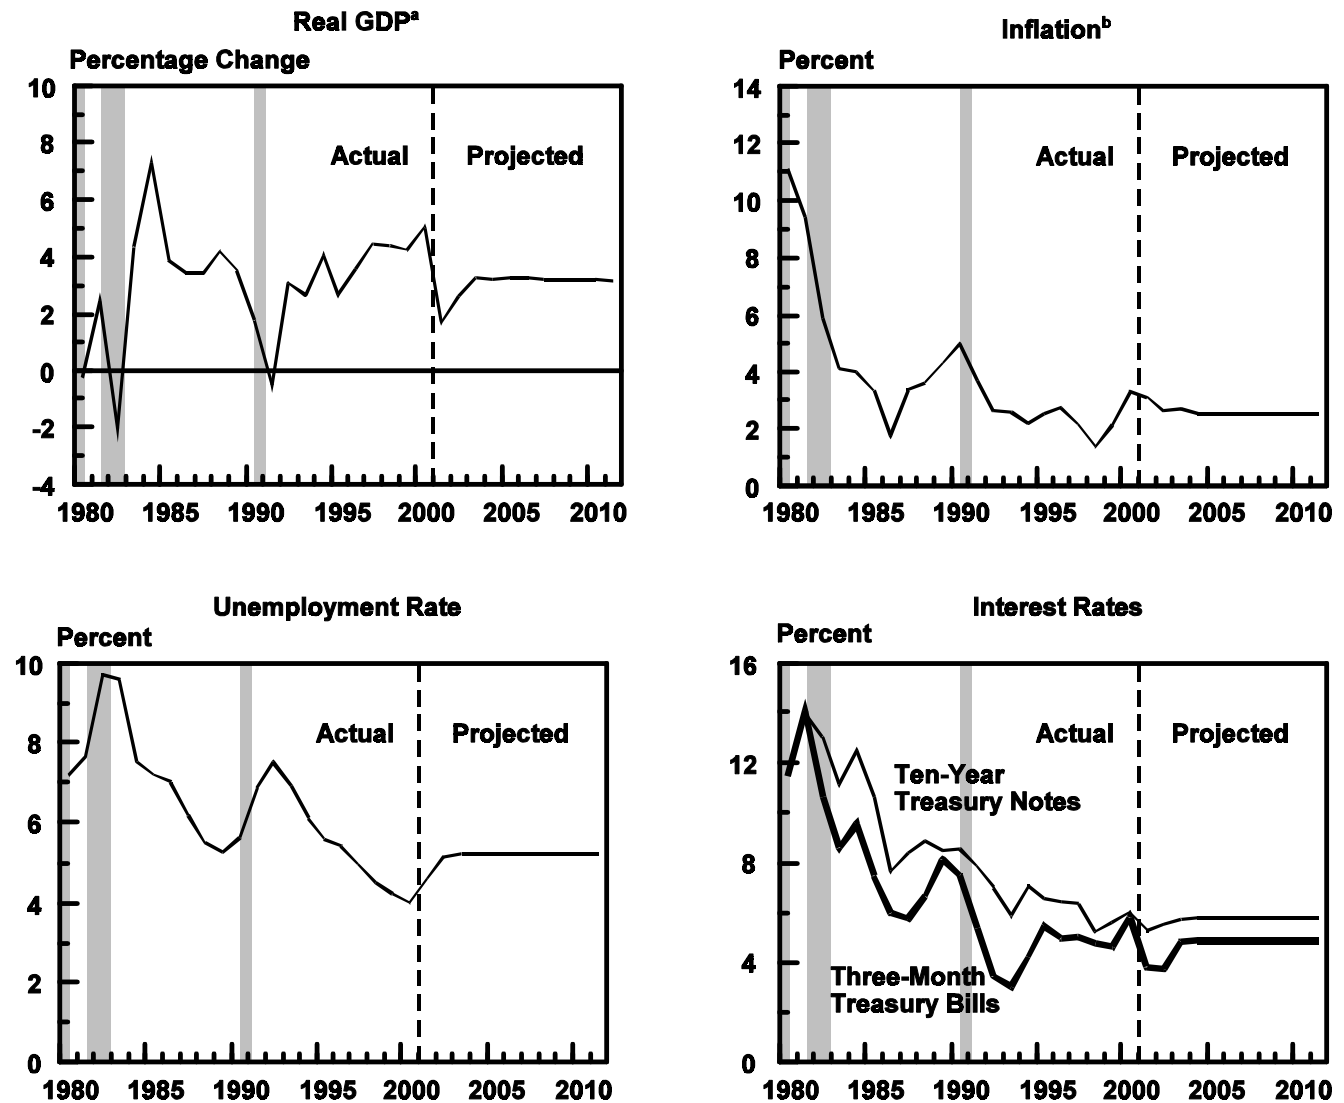 Real GDPᵃ
Percentage Change
10
8
6
4
2
0
-2
-4
Actual
Projected
1980 1985 1990 1995 2000 2005 2010
Inflationᵇ
Percent
14
12
10
8
6
4
2
0
Actual
Projected
1980 1985 1990 1995 2000 2005 2010
Unemployment Rate
Percent
10
8
6
4
2
0
Actual
Projected
1980 1985 1990 1995 2000 2005 2010
Interest Rates
Percent
16
12
8
4
0
Actual
Projected
Ten-Year
Treasury Notes
Three-Month
Treasury Bills
1980 1985 1990 1995 2000 2005 2010